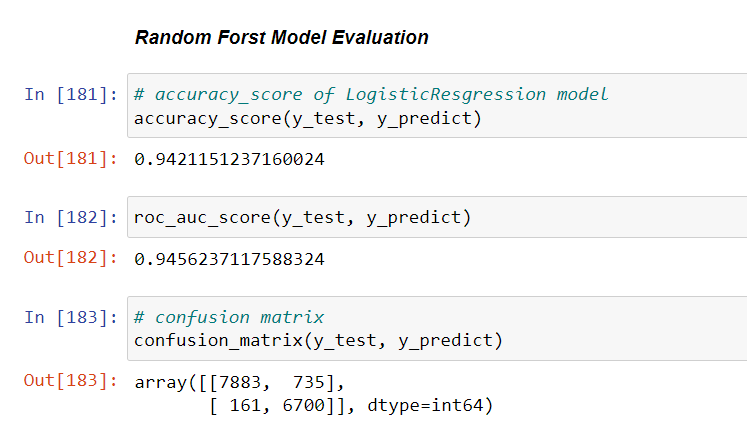 Random Forst Model Evaluation
In [181]: # accuracy_score of LogisticResgression model
accuracy_score(y_test, y_predict)
Out[181]: 0.9421151237160024
In [182]: roc_auc_score(y_test, y_predict)
Out[182]: 0.9456237117588324
In [183]: # confusion matrix
confusion_matrix(y_test, y_predict)
Out[183]: array([[7883,  735],
[ 161, 6700]], dtype=int64)